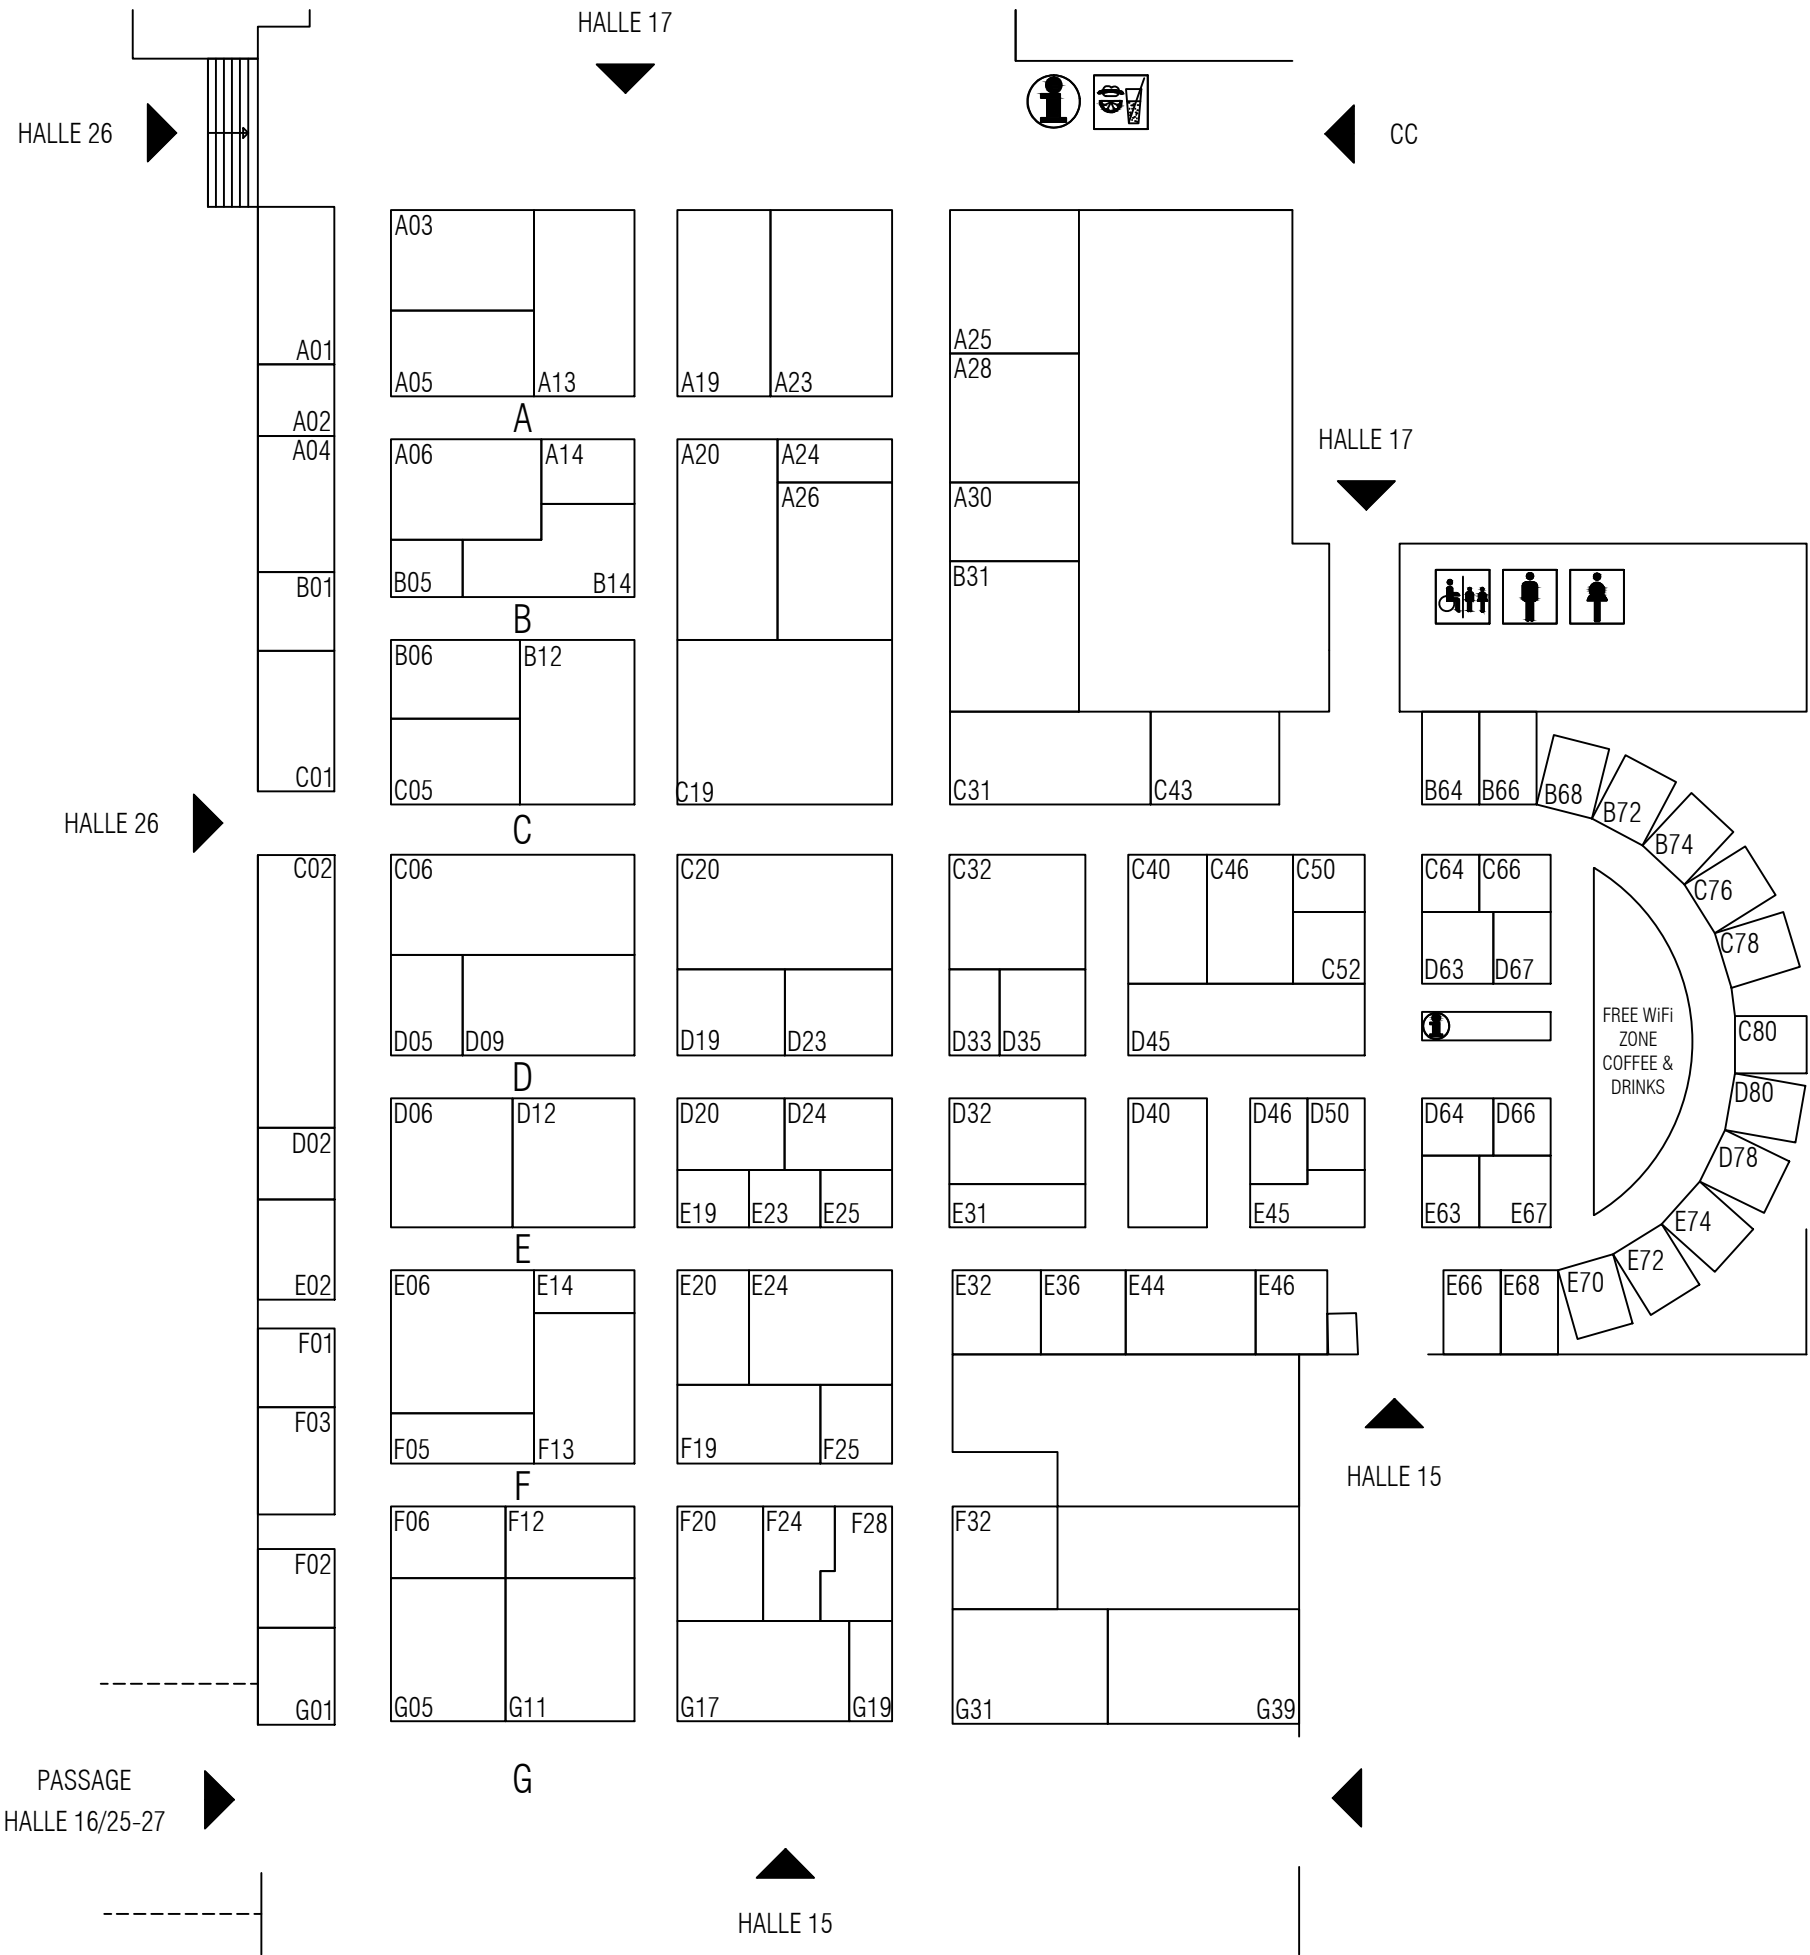 HALLE 17
HALLE 26
CC
A03
A01
A05
A13
A19
A23
A25
A28
A02
A
A04
A06
A14
A20
A24
A26
A30
HALLE 17
B01
B05
B14
B31
B
B06
B12
C01
C05
C19
C31
C43
B64
B66
B68
B72
B74
C76
C78
HALLE 26
C
C02
C06
C20
C32
C40
C46
C50
C64
C66
C52
D63
D67
D05
D09
D19
D23
D33
D35
D45
FREE WiFi
ZONE
COFFEE &
DRINKS
C80
D80
D78
D
D02
D06
D12
D20
D24
D32
D40
D46
D50
D64
D66
E19
E23
E25
E31
E45
E63
E67
E74
E72
E70
E
E02
E06
E14
E20
E24
E32
E36
E44
E46
E66
E68
F01
F03
F05
F13
F19
F25
HALLE 15
F
F02
F06
F12
F20
F24
F28
F32
G01
G05
G11
G17
G19
G31
G39
PASSAGE
HALLE 16/25-27
G
HALLE 15